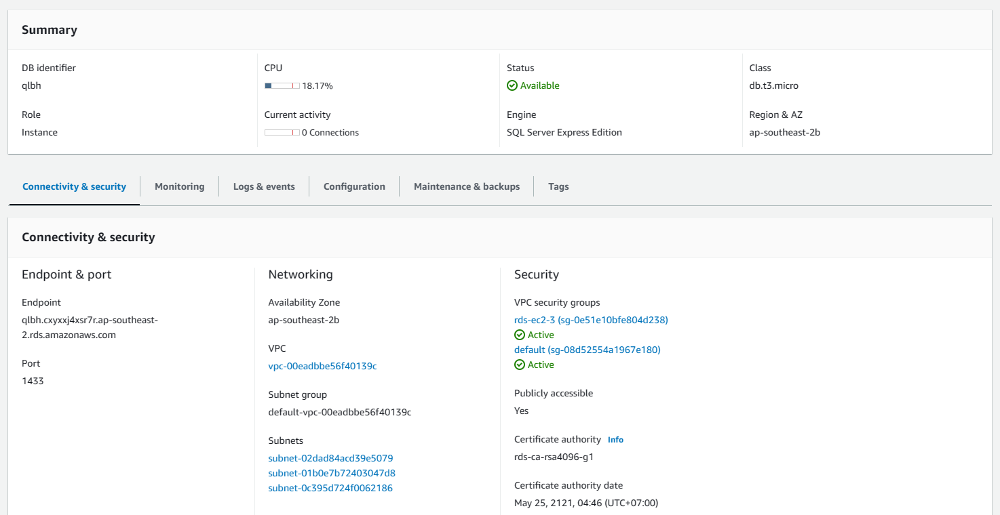 Summary
DB identifier
qlbh
CPU
18.17%
Status
Available
Class
db.t3.micro
Role
Instance
Current activity
0 Connections
Engine
SQL Server Express Edition
Region & AZ
ap-southeast-2b
Connectivity & security
Monitoring
Logs & events
Configuration
Maintenance & backups
Tags
Connectivity & security
Endpoint & port
Endpoint
qlbh.cxyxxj4xsr7r.ap-southeast-
2.rds.amazonaws.com
Port
1433
Networking
Availability Zone
ap-southeast-2b
VPC
vpc-00eadbbe56f40139c
Subnet group
default-vpc-00eadbbe56f40139c
Subnets
subnet-02dad84acd39e5079
subnet-01b0e7b72403047d8
subnet-0c395d724f0062186
Security
VPC security groups
rds-ec2-3 (sg-0e51e10bfe804d238)
Active
default (sg-08d52554a1967e180)
Active
Publicly accessible
Yes
Certificate authority Info
rds-ca-rsa4096-g1
Certificate authority date
May 25, 2121, 04:46 (UTC+07:00)